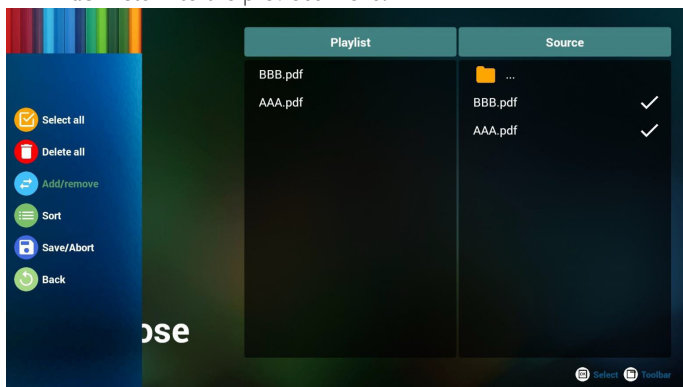 Playlist
Source
BBB.pdf
AAA.pdf
...
BBB.pdf
AAA.pdf
Select all
Delete all
Add/remove
Sort
Save/Abort
Back
ose
OK Select Toolbar